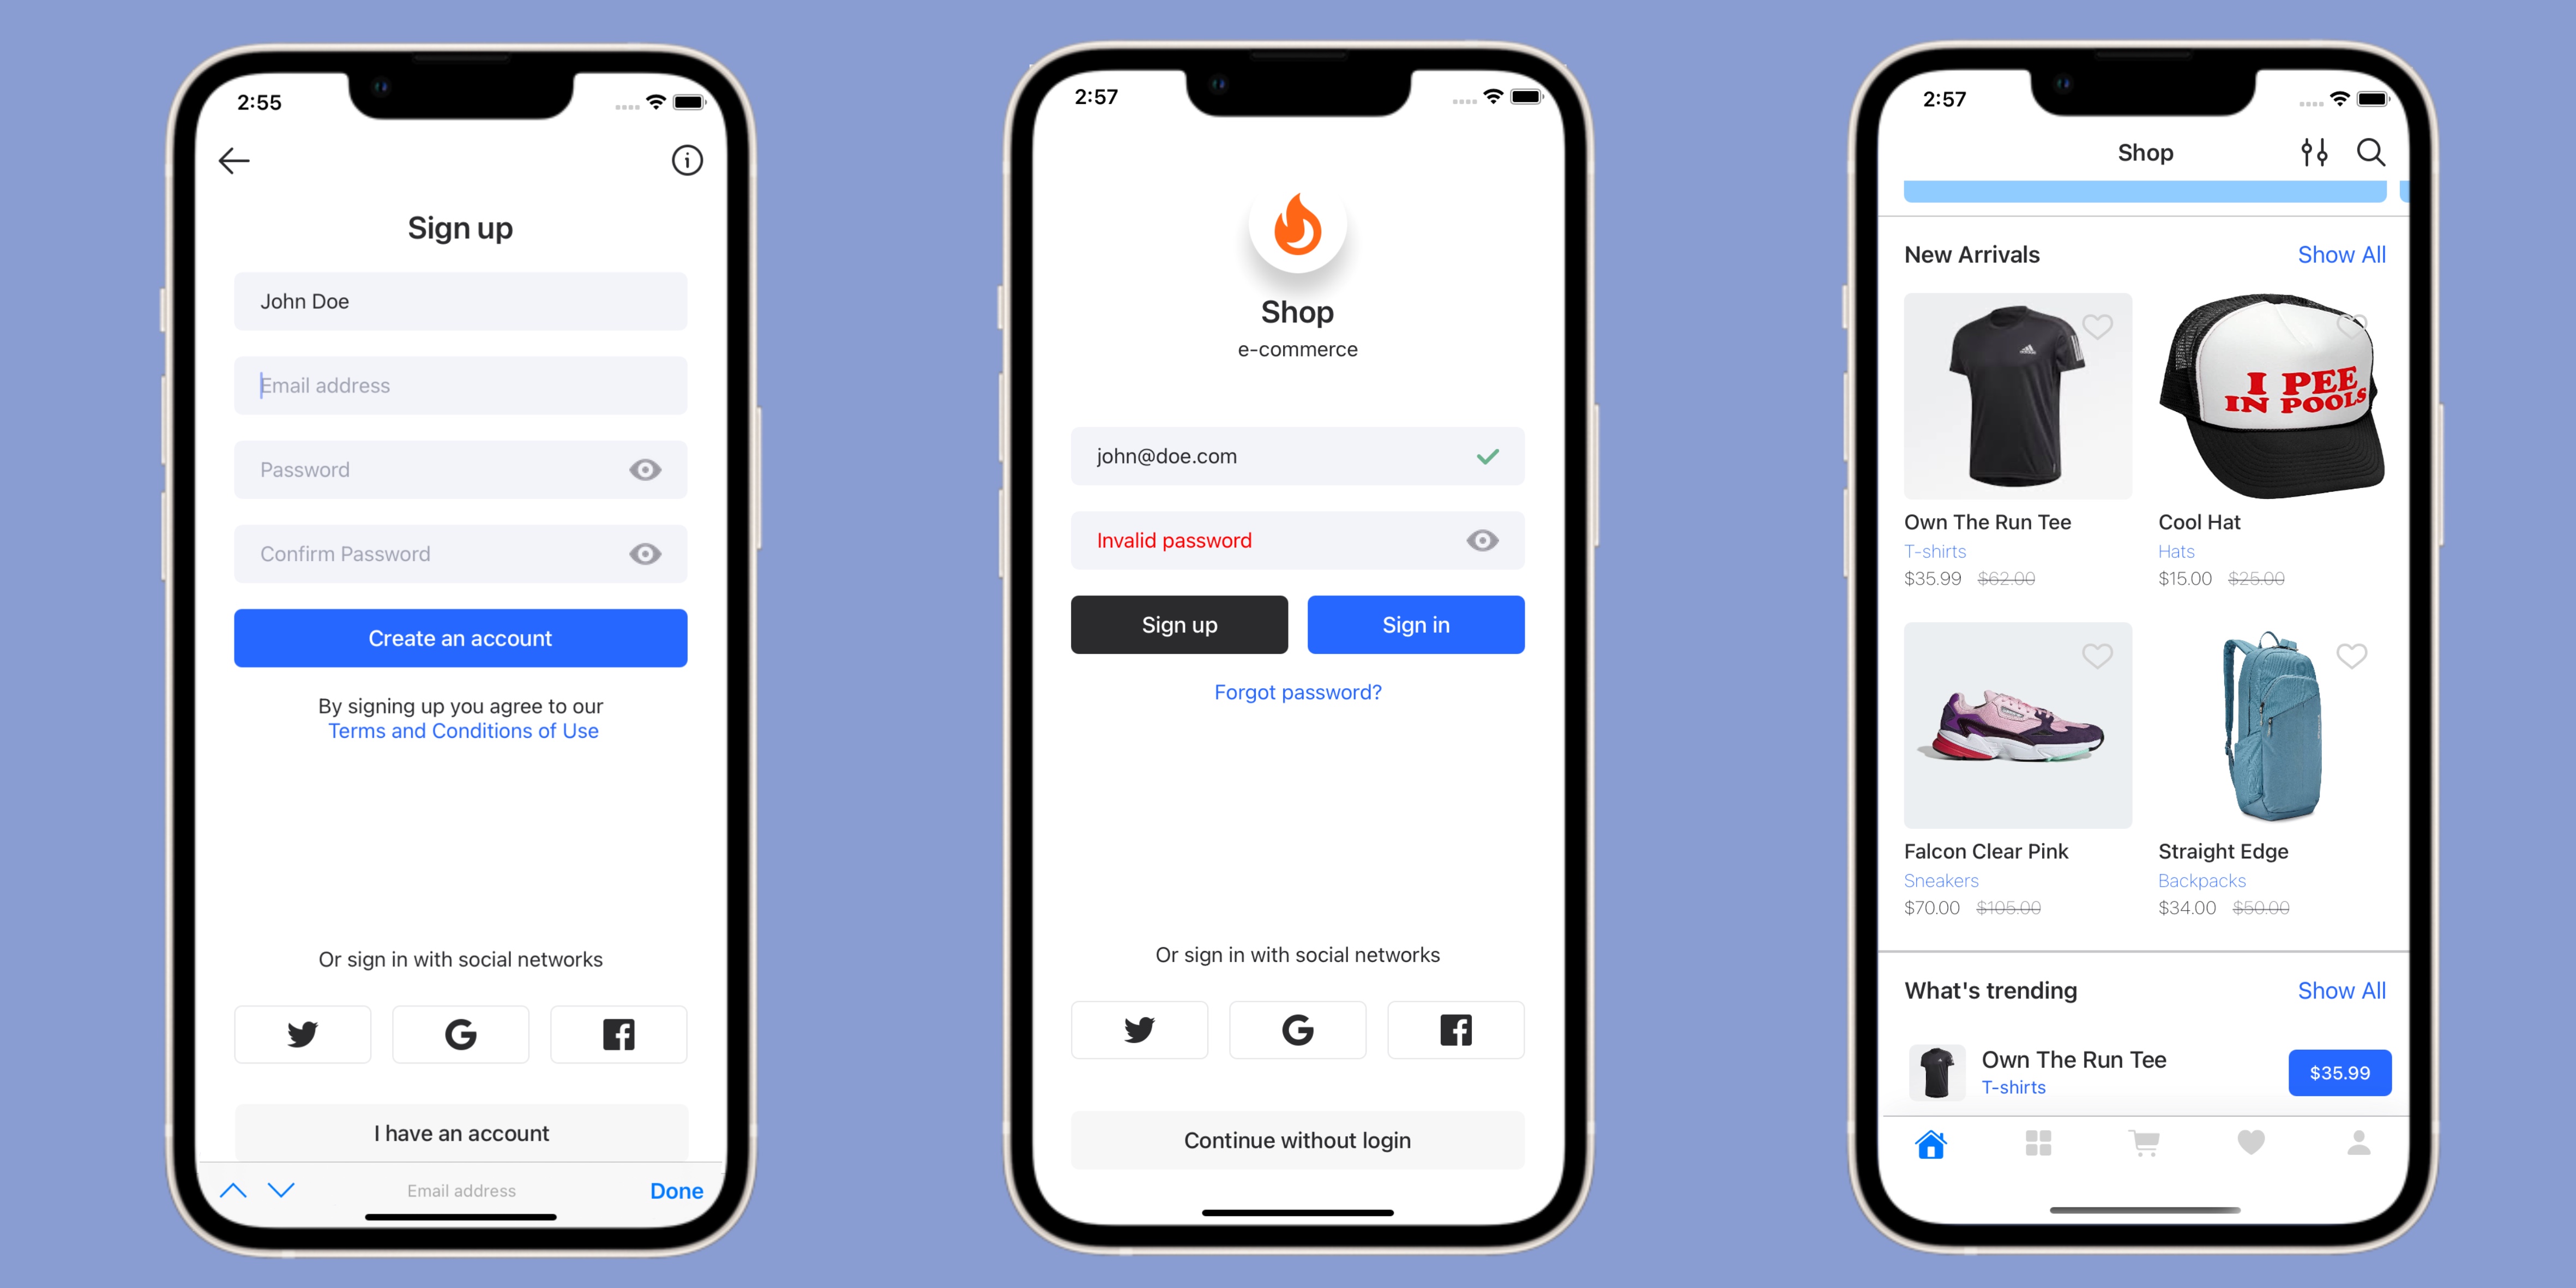 2:55
Sign up
John Doe
Email address
Password
Confirm Password
Create an account
By signing up you agree to our
Terms and Conditions of Use
Or sign in with social networks
I have an account
Email address
Done
2:57
Shop
e-commerce
john@doe.com
Invalid password
Sign up
Sign in
Forgot password?
Or sign in with social networks
Continue without login
2:57
Shop
New Arrivals
Show All
I PEE
IN POOLS
Own The Run Tee
T-shirts
$35.99 $62.00
Cool Hat
Hats
$15.00 $25.00
Falcon Clear Pink
Sneakers
$70.00 $105.00
Straight Edge
Backpacks
$34.00 $50.00
What's trending
Show All
Own The Run Tee
T-shirts
$35.99